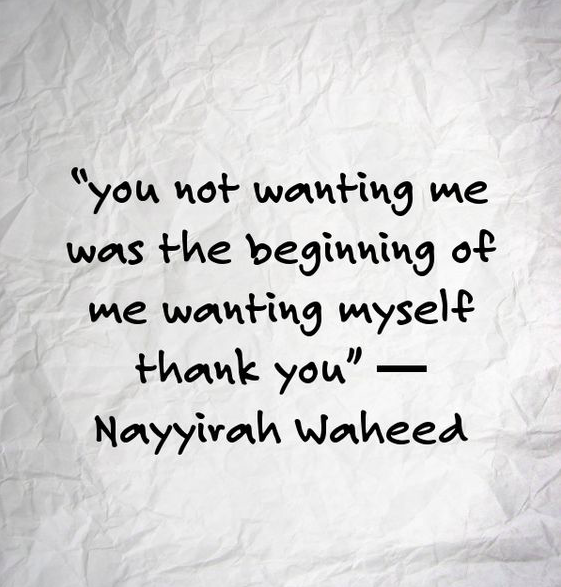 “you not wanting me
was the beginning of
me wanting myself
thank you” —
Nayyirah Waheed